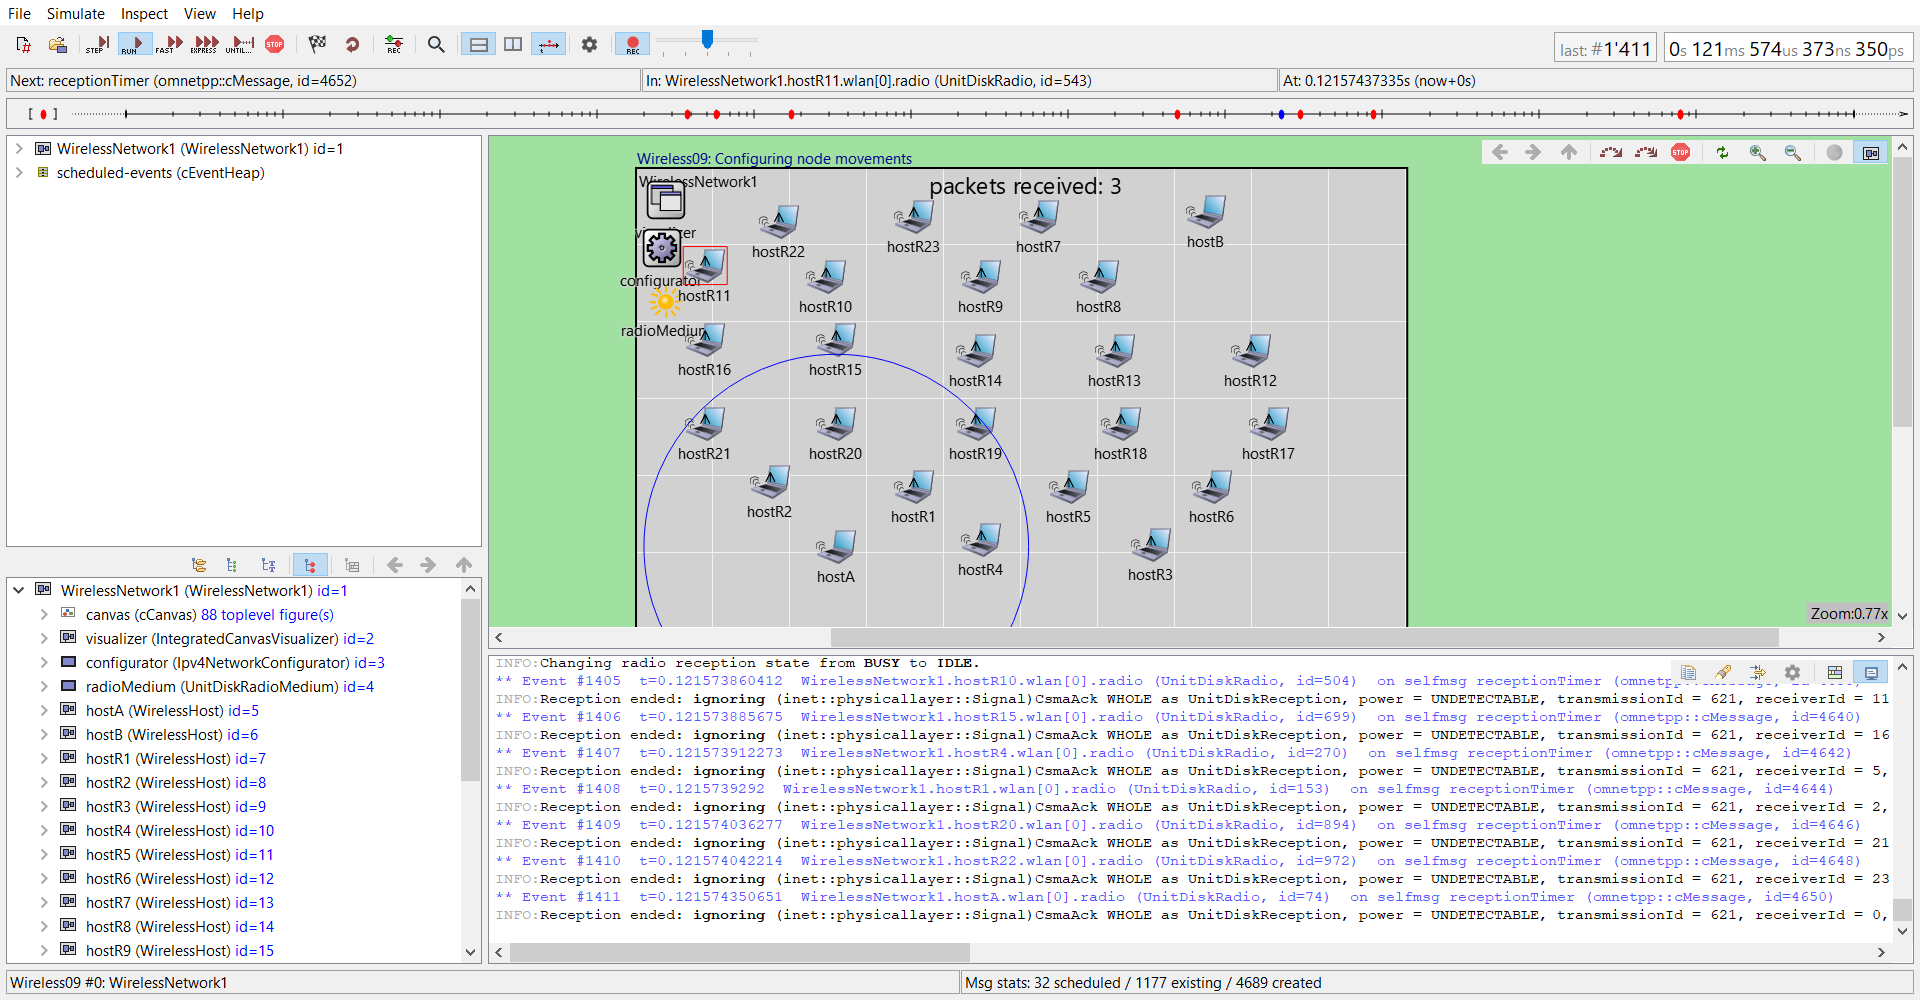 File Simulate Inspect View Help
STEP RUN FAST EXPRESS UNTIL... STOP REC REC
last: #1'411 0s 121ms 574us 373ns 350ps
Next: receptionTimer (omnetpp::cMessage, id=4652) In: WirelessNetwork1.hostR11.wlan[0].radio (UnitDiskRadio, id=543) At: 0.12157437335s (now+0s)
WirelessNetwork1 (WirelessNetwork1) id=1
scheduled-events (cEventHeap)
WirelessNetwork1 (WirelessNetwork1) id=1
canvas (cCanvas) 88 toplevel figure(s)
visualizer (IntegratedCanvasVisualizer) id=2
configurator (Ipv4NetworkConfigurator) id=3
radioMedium (UnitDiskRadioMedium) id=4
hostA (WirelessHost) id=5
hostB (WirelessHost) id=6
hostR1 (WirelessHost) id=7
hostR2 (WirelessHost) id=8
hostR3 (WirelessHost) id=9
hostR4 (WirelessHost) id=10
hostR5 (WirelessHost) id=11
hostR6 (WirelessHost) id=12
hostR7 (WirelessHost) id=13
hostR8 (WirelessHost) id=14
hostR9 (WirelessHost) id=15
Wireless09: Configuring node movements
STOP
WirelessNetwork1
packets received: 3
visualizer
hostR22 hostR23 hostR7 hostB
configurator
hostR11 hostR10 hostR9 hostR8
radioMedium
hostR16 hostR15 hostR14 hostR13 hostR12
hostR21 hostR20 hostR19 hostR18 hostR17
hostR2 hostR1 hostR5 hostR6
hostA hostR4 hostR3
Zoom:0.77x
INFO:Changing radio reception state from BUSY to IDLE.
** Event #1405 t=0.121573860412 WirelessNetwork1.hostR10.wlan[0].radio (UnitDiskRadio, id=504) on selfmsg receptionTimer (omnetpp::cMessage,
INFO:Reception ended: ignoring (inet::physicallayer::Signal)CsmaAck WHOLE as UnitDiskReception, power = UNDETECTABLE, transmissionId = 621, receiverId = 11
** Event #1406 t=0.121573885675 WirelessNetwork1.hostR15.wlan[0].radio (UnitDiskRadio, id=699) on selfmsg receptionTimer (omnetpp::cMessage, id=4640)
INFO:Reception ended: ignoring (inet::physicallayer::Signal)CsmaAck WHOLE as UnitDiskReception, power = UNDETECTABLE, transmissionId = 621, receiverId = 16
** Event #1407 t=0.121573912273 WirelessNetwork1.hostR4.wlan[0].radio (UnitDiskRadio, id=270) on selfmsg receptionTimer (omnetpp::cMessage, id=4642)
INFO:Reception ended: ignoring (inet::physicallayer::Signal)CsmaAck WHOLE as UnitDiskReception, power = UNDETECTABLE, transmissionId = 621, receiverId = 5,
** Event #1408 t=0.1215739292 WirelessNetwork1.hostR1.wlan[0].radio (UnitDiskRadio, id=153) on selfmsg receptionTimer (omnetpp::cMessage, id=4644)
INFO:Reception ended: ignoring (inet::physicallayer::Signal)CsmaAck WHOLE as UnitDiskReception, power = UNDETECTABLE, transmissionId = 621, receiverId = 2,
** Event #1409 t=0.121574036277 WirelessNetwork1.hostR20.wlan[0].radio (UnitDiskRadio, id=894) on selfmsg receptionTimer (omnetpp::cMessage, id=4646)
INFO:Reception ended: ignoring (inet::physicallayer::Signal)CsmaAck WHOLE as UnitDiskReception, power = UNDETECTABLE, transmissionId = 621, receiverId = 21
** Event #1410 t=0.121574042214 WirelessNetwork1.hostR22.wlan[0].radio (UnitDiskRadio, id=972) on selfmsg receptionTimer (omnetpp::cMessage, id=4648)
INFO:Reception ended: ignoring (inet::physicallayer::Signal)CsmaAck WHOLE as UnitDiskReception, power = UNDETECTABLE, transmissionId = 621, receiverId = 23
** Event #1411 t=0.121574350651 WirelessNetwork1.hostA.wlan[0].radio (UnitDiskRadio, id=74) on selfmsg receptionTimer (omnetpp::cMessage, id=4650)
INFO:Reception ended: ignoring (inet::physicallayer::Signal)CsmaAck WHOLE as UnitDiskReception, power = UNDETECTABLE, transmissionId = 621, receiverId = 0,
Wireless09 #0: WirelessNetwork1 Msg stats: 32 scheduled / 1177 existing / 4689 created